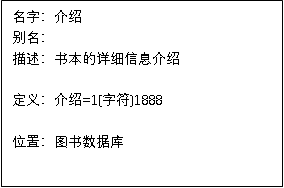 名字：介绍
别名：
描述：书本的详细信息介绍
定义：介绍=1{字符}1888
位置：图书数据库